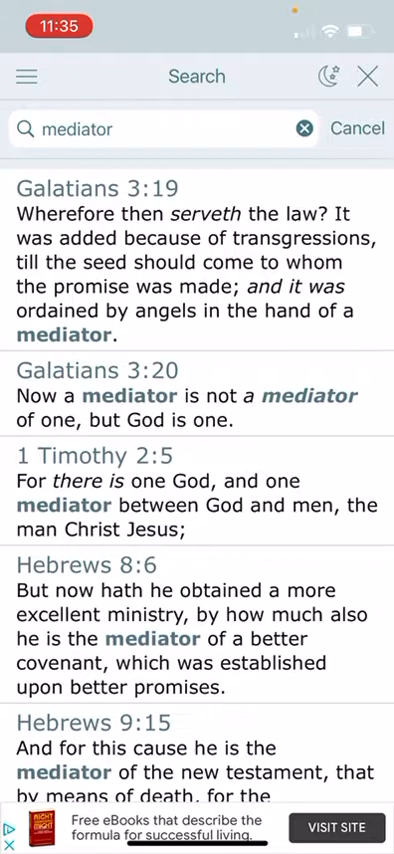 11:35
Search
mediator
Cancel
Galatians 3:19
Wherefore then serveth the law? It
was added because of transgressions,
till the seed should come to whom
the promise was made; and it was
ordained by angels in the hand of a
mediator.
Galatians 3:20
Now a mediator is not a mediator
of one, but God is one.
1 Timothy 2:5
For there is one God, and one
mediator between God and men, the
man Christ Jesus;
Hebrews 8:6
But now hath he obtained a more
excellent ministry, by how much also
he is the mediator of a better
covenant, which was established
upon better promises.
Hebrews 9:15
And for this cause he is the
mediator of the new testament, that
by means of death, for the
Free eBooks that describe the
formula for successful living.
VISIT SITE